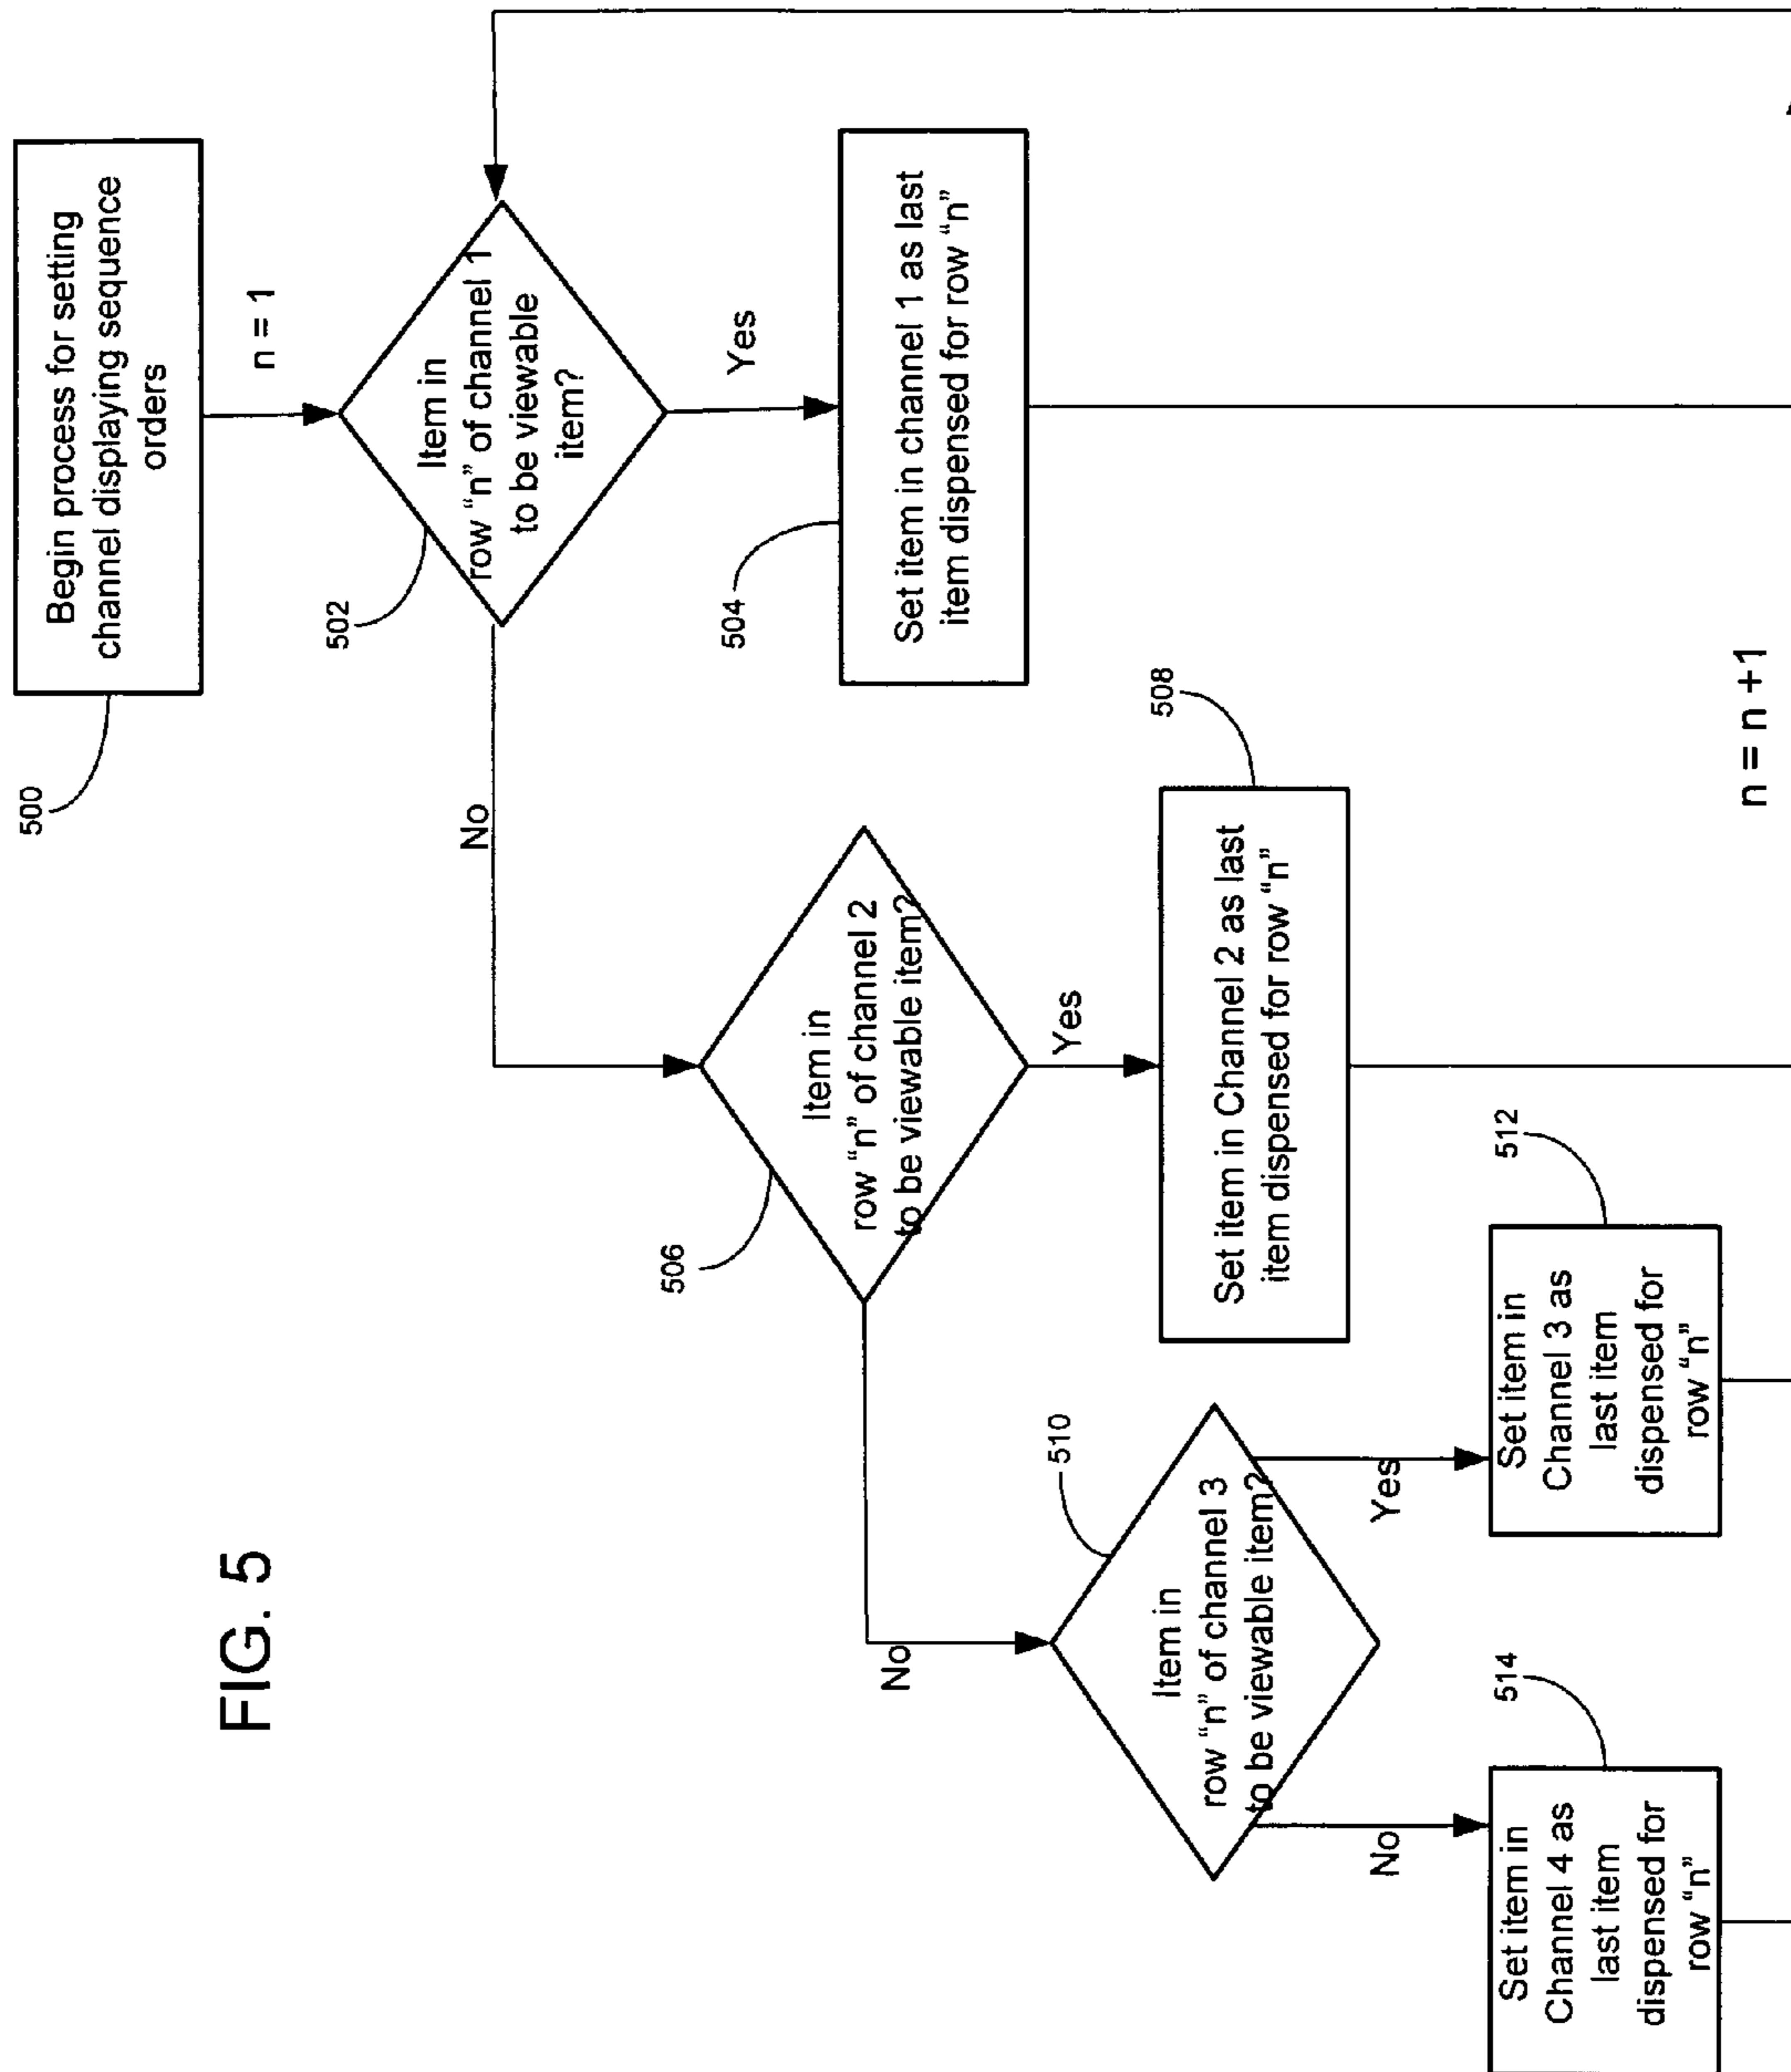 FIG. 5
500
Begin process for setting
channel displaying sequence
orders
n = 1
502
Item in
row “n” of channel 1
to be viewable
item?
Yes
No
504
Set item in channel 1 as last
item dispensed for row “n”
506
Item in
row “n” of channel 2
to be viewable item?
Yes
No
508
Set item in Channel 2 as last
item dispensed for row “n”
510
Item in
row “n” of channel 3
to be viewable item?
Yes
No
512
Set item in
Channel 3 as
last item
dispensed for
row “n”
514
Set item in
Channel 4 as
last item
dispensed for
row “n”
n = n +1